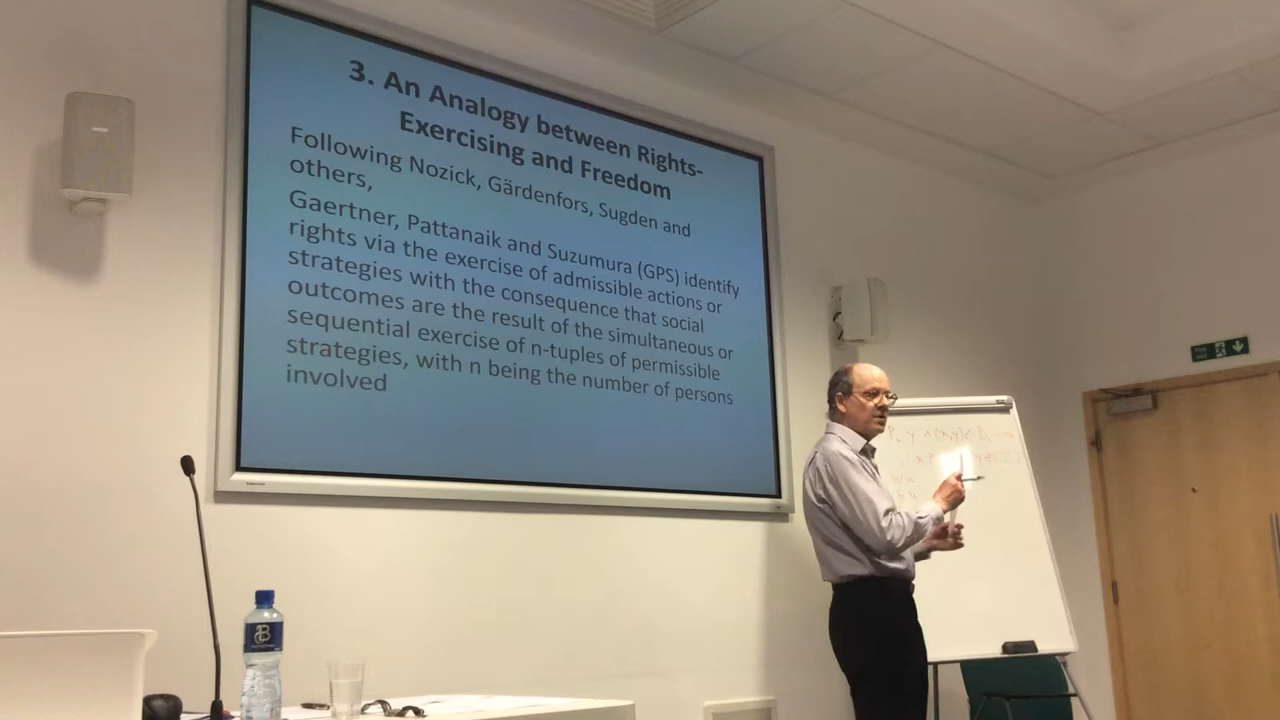 3. An Analogy between Rights-
Exercising and Freedom
Following Nozick, Gärdenfors, Sugden and
others,
Gaertner, Pattanaik and Suzumura (GPS) identify
rights via the exercise of admissible actions or
strategies with the consequence that social
outcomes are the result of the simultaneous or
sequential exercise of n-tuples of permissible
strategies, with n being the number of persons
involved